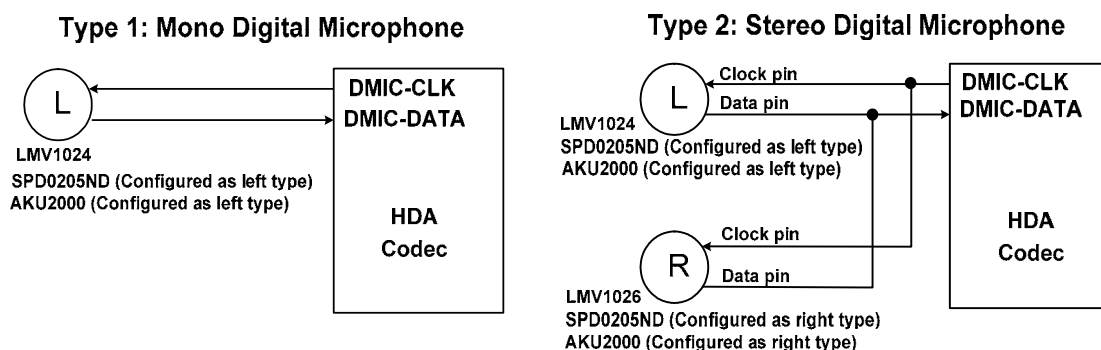 Type 1: Mono Digital Microphone
L
DMIC-CLK
DMIC-DATA
LMV1024
SPD0205ND (Configured as left type)
AKU2000 (Configured as left type)
HDA
Codec
Type 2: Stereo Digital Microphone
Clock pin
L
Data pin
DMIC-CLK
DMIC-DATA
LMV1024
SPD0205ND (Configured as left type)
AKU2000 (Configured as left type)
HDA
Codec
Clock pin
R
Data pin
LMV1026
SPD0205ND (Configured as right type)
AKU2000 (Configured as right type)